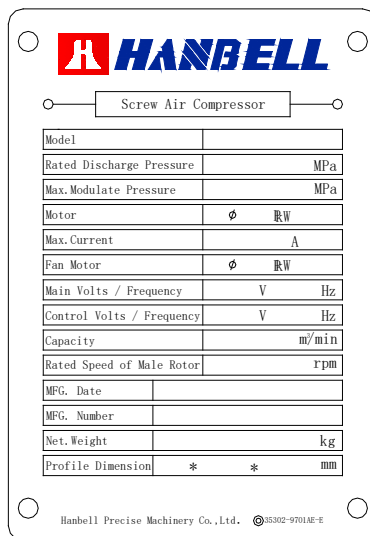 HANBELL
Screw Air Compressor
Model
Rated Discharge Pressure MPa
Max.Modulate Pressure MPa
Motor ϕ kW
Max.Current A
Fan Motor ϕ kW
Main Volts / Frequency V Hz
Control Volts / Frequency V Hz
Capacity m³/min
Rated Speed of Male Rotor rpm
MFG. Date
MFG. Number
Net.Weight kg
Profile Dimension * * mm
Hanbell Precise Machinery Co.,Ltd. 35302-9701AE-E